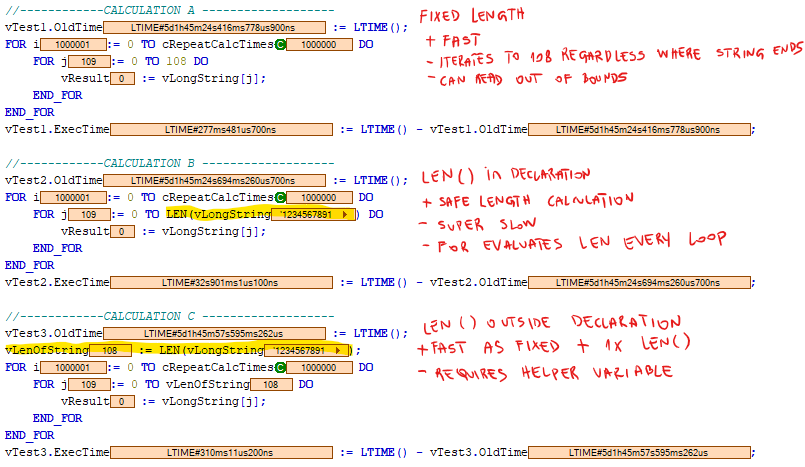 //------------CALCULATION A -------------------
vTest1.OldTime LTIME#5d1h45m24s416ms778us900ns := LTIME();
FOR i 1000001 := 0 TO cRepeatCalcTimes C 1000000 DO
FOR j 109 := 0 TO 108 DO
vResult 0 := vLongString[j];
END_FOR
END_FOR
vTest1.ExecTime LTIME#277ms481us700ns := LTIME() - vTest1.OldTime LTIME#5d1h45m24s416ms778us900ns ;
FIXED LENGTH
+ FAST
- ITERATES TO 108 REGARDLESS WHERE STRING ENDS
- CAN READ OUT OF BOUNDS
//------------CALCULATION B -------------------
vTest2.OldTime LTIME#5d1h45m24s694ms260us700ns := LTIME();
FOR i 1000001 := 0 TO cRepeatCalcTimes C 1000000 DO
FOR j 109 := 0 TO LEN(vLongString '1234567891 ) DO
vResult 0 := vLongString[j];
END_FOR
END_FOR
vTest2.ExecTime LTIME#32s901ms1us100ns := LTIME() - vTest2.OldTime LTIME#5d1h45m24s694ms260us700ns ;
LEN() in DECLARATION
+ SAFE LENGTH CALCULATION
- SUPER SLOW
- FOR EVALUATES LEN EVERY LOOP
//------------CALCULATION C -------------------
vTest3.OldTime LTIME#5d1h45m57s595ms262us := LTIME();
vLenOfString 108 := LEN(vLongString '1234567891 );
FOR i 1000001 := 0 TO cRepeatCalcTimes C 1000000 DO
FOR j 109 := 0 TO vLenOfString 108 DO
vResult 0 := vLongString[j];
END_FOR
END_FOR
vTest3.ExecTime LTIME#310ms11us200ns := LTIME() - vTest3.OldTime LTIME#5d1h45m57s595ms262us ;
LEN() OUTSIDE DECLARATION
+ FAST AS FIXED + 1X LEN()
- REQUIRES HELPER VARIABLE